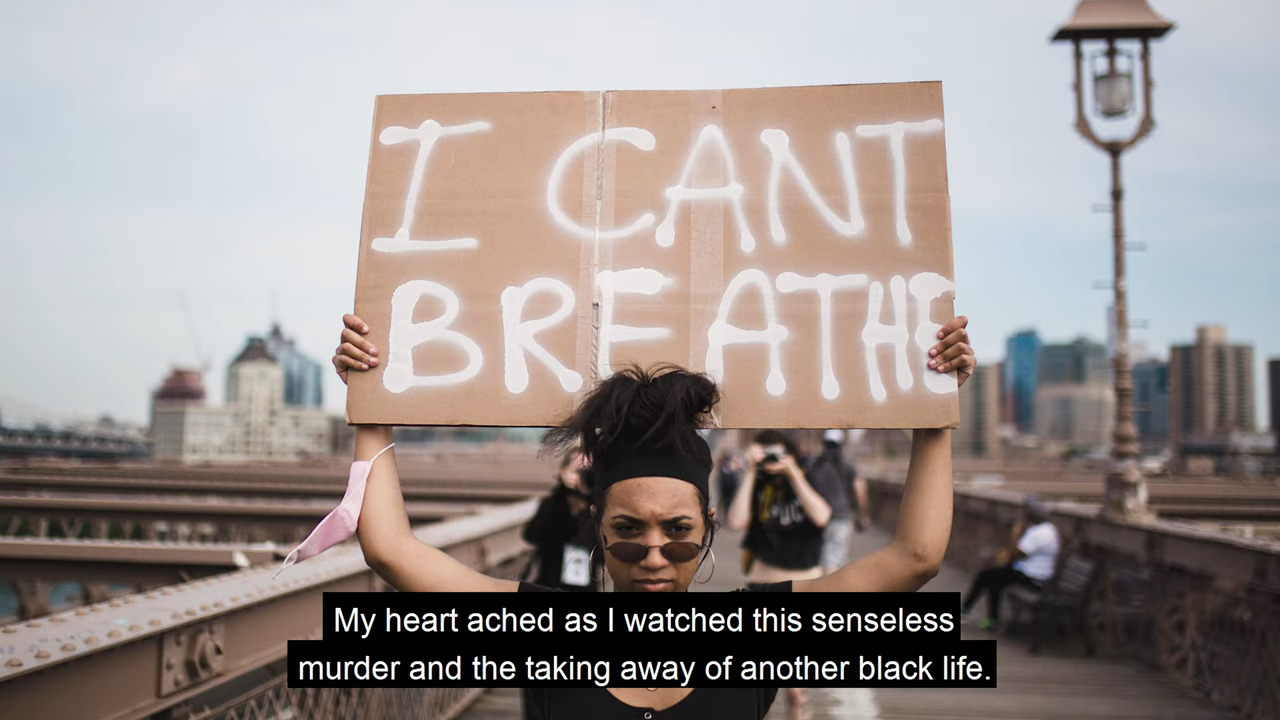 I CANT
BREATHE
My heart ached as I watched this senseless
murder and the taking away of another black life.